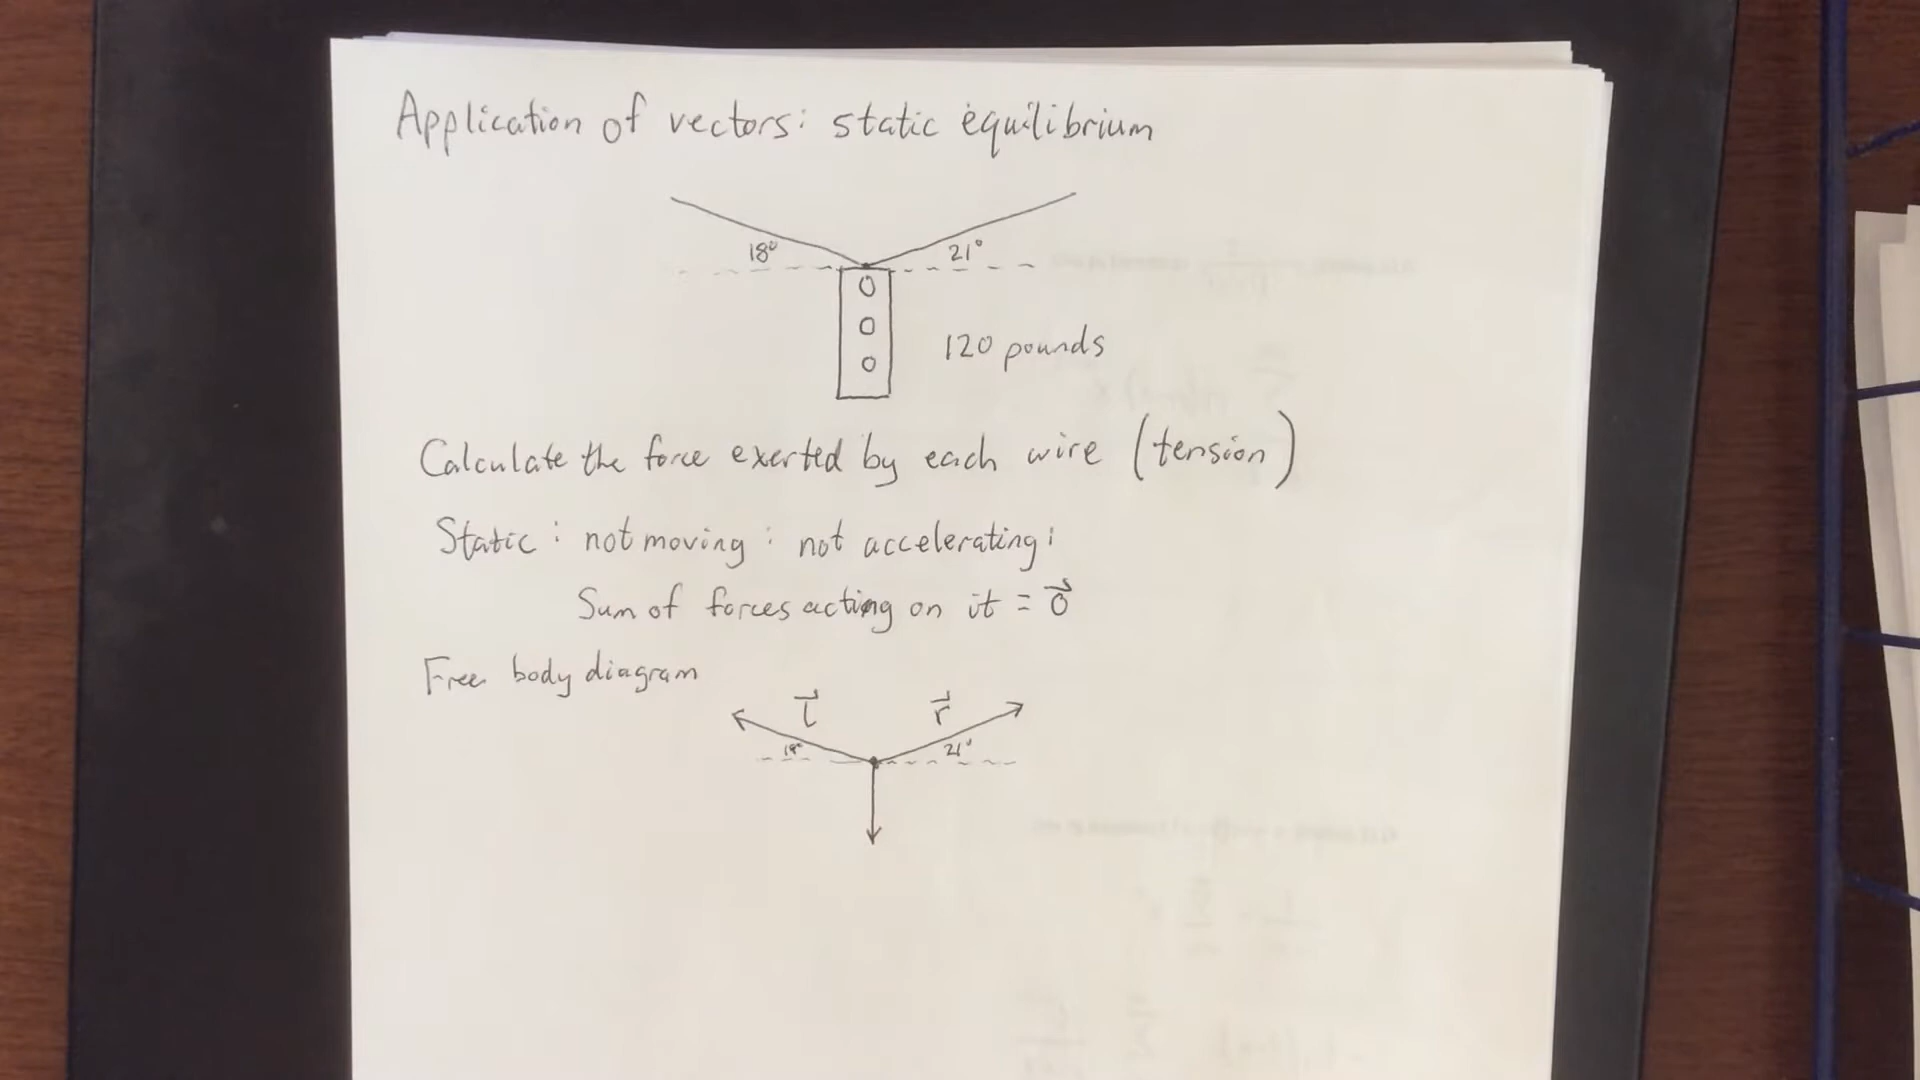 Application of vectors: static equilibrium
18° 21°
120 pounds
Calculate the force exerted by each wire (tension)
Static: not moving: not accelerating:
Sum of forces acting on it = 0⃗
Free body diagram
l⃗ r⃗
18° 21°